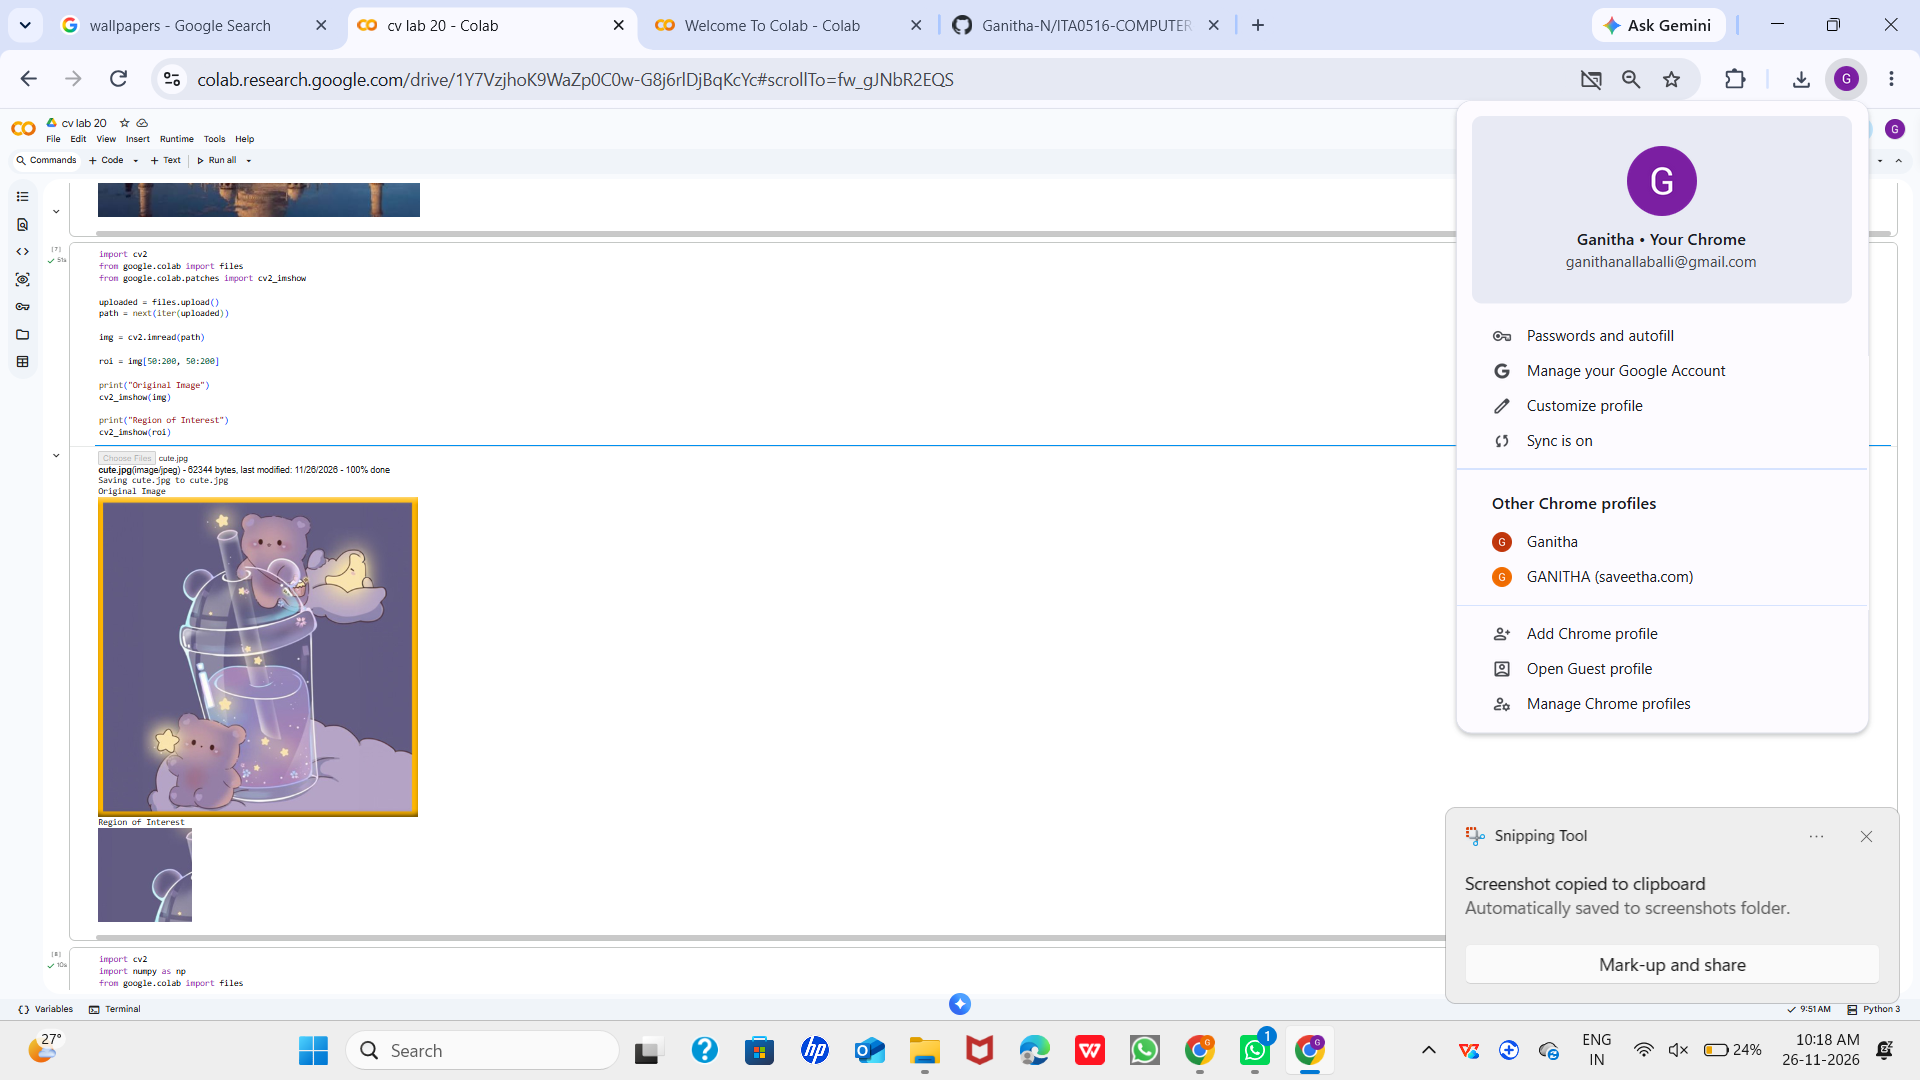 wallpapers - Google Search
cv lab 20 - Colab
Welcome To Colab - Colab
Ganitha-N/ITA0516-COMPUTER
Ask Gemini
colab.research.google.com/drive/1Y7VzjhoK9WaZp0C0w-G8j6rlDjBqKcYc#scrollTo=fw_gJNbR2EQS
G
cv lab 20
File Edit View Insert Runtime Tools Help
G
Commands + Code + Text Run all
[7]
51s
import cv2
from google.colab import files
from google.colab.patches import cv2_imshow
uploaded = files.upload()
path = next(iter(uploaded))
img = cv2.imread(path)
roi = img[50:200, 50:200]
print("Original Image")
cv2_imshow(img)
print("Region of Interest")
cv2_imshow(roi)
Choose Files cute.jpg
cute.jpg(image/jpeg) - 62344 bytes, last modified: 11/26/2026 - 100% done
Saving cute.jpg to cute.jpg
Original Image
Region of Interest
[8]
10s
import cv2
import numpy as np
from google.colab import files
G
Ganitha • Your Chrome
ganithanallaballi@gmail.com
Passwords and autofill
Manage your Google Account
Customize profile
Sync is on
Other Chrome profiles
G Ganitha
G GANITHA (saveetha.com)
Add Chrome profile
Open Guest profile
Manage Chrome profiles
Snipping Tool
Screenshot copied to clipboard
Automatically saved to screenshots folder.
Mark-up and share
Variables Terminal
9:51 AM Python 3
27°
Search
hp
1
ENG
IN
24%
10:18 AM
26-11-2026